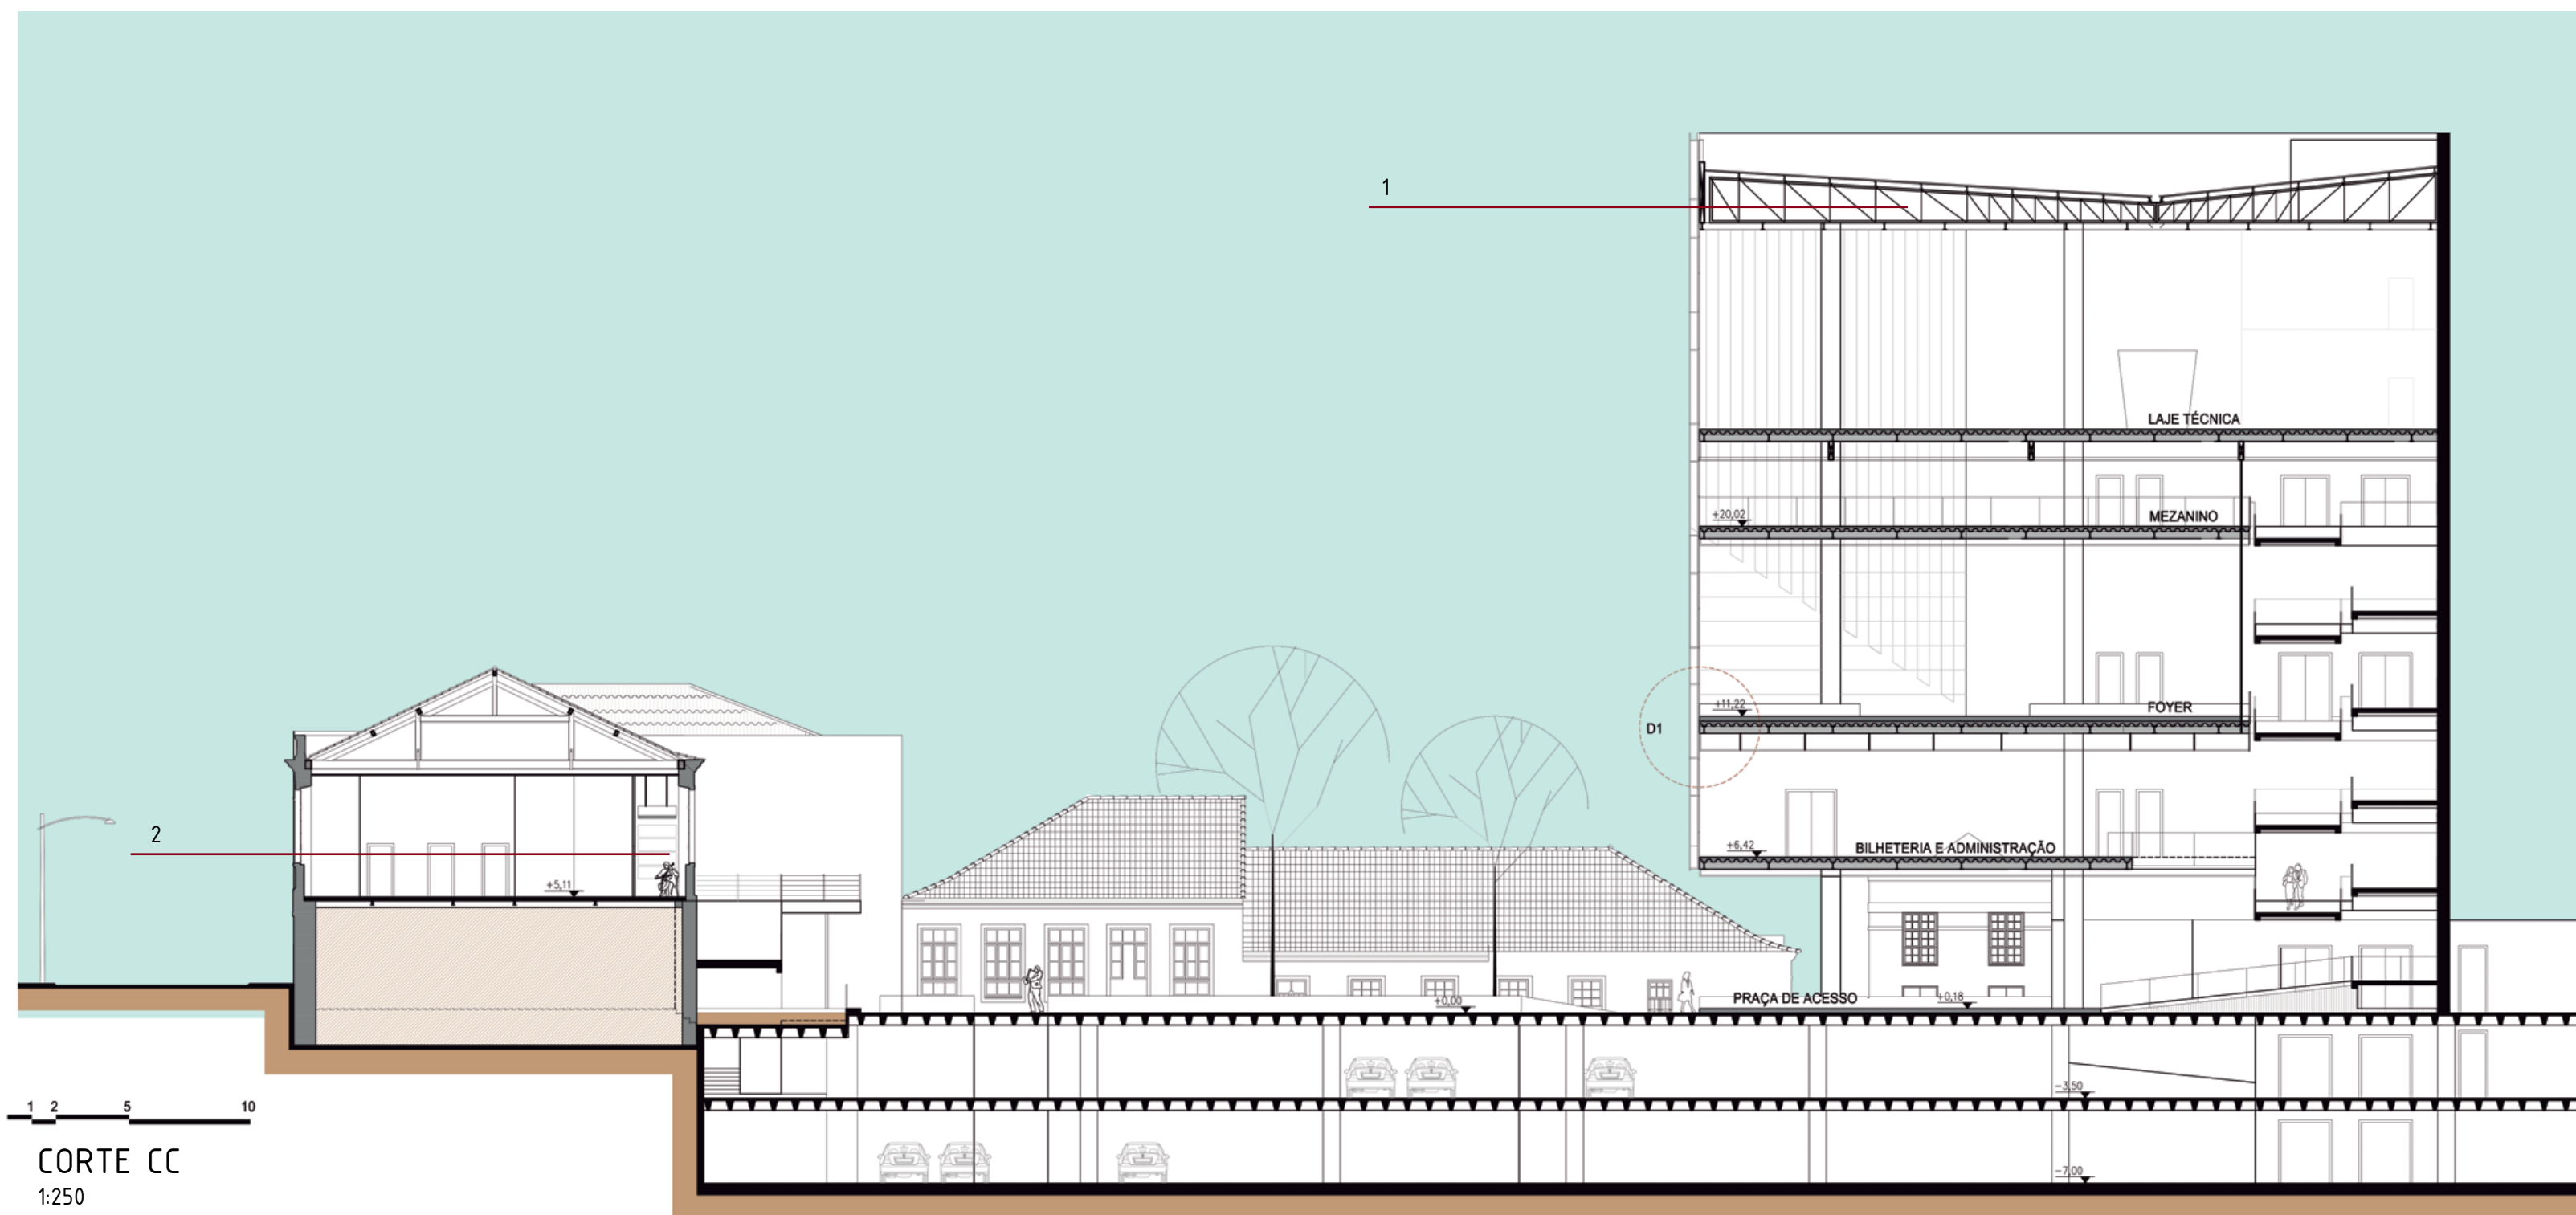 1
LAJE TÉCNICA
+20,02
MEZANINO
+11,22
FOYER
D1
2
+6,42
BILHETERIA E ADMINISTRAÇÃO
+5,11
+0,00
PRAÇA DE ACESSO
+0,18
-3,50
1 2 5 10
CORTE CC
1:250
-7,00